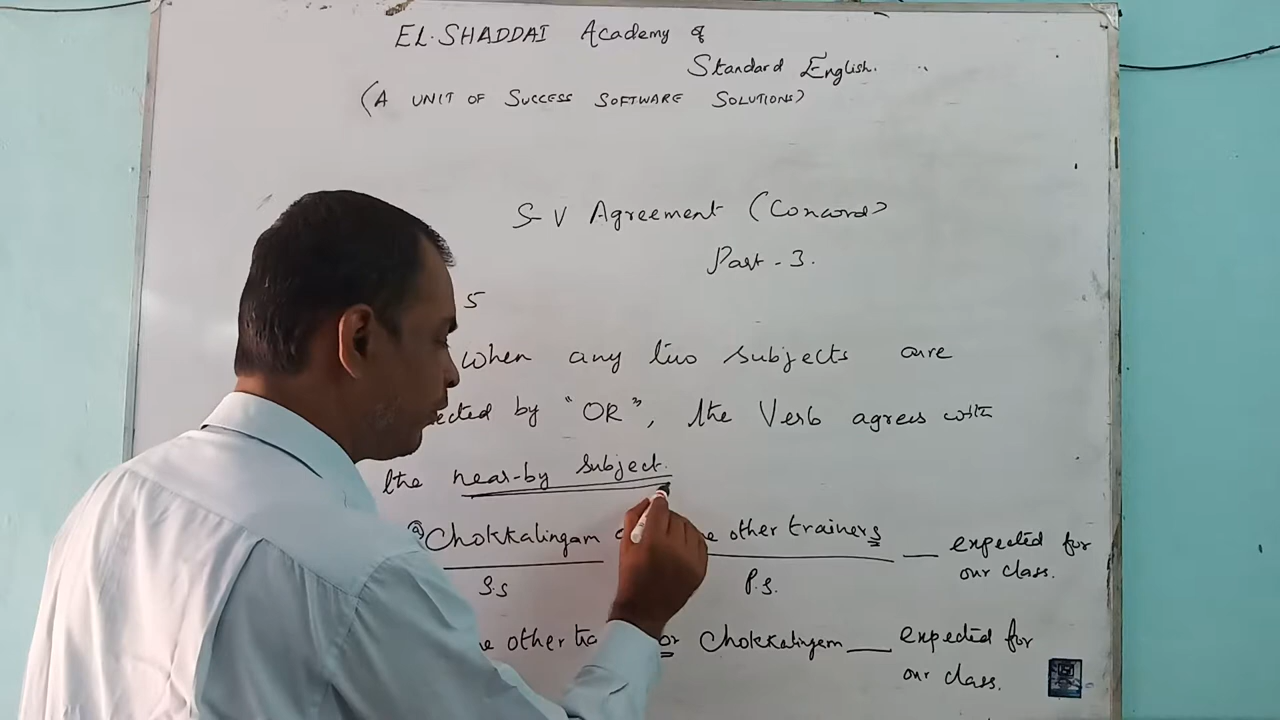 EL. SHADDAI Academy of
Standard English.
(A UNIT OF SUCCESS SOFTWARE SOLUTIONS)
S-V Agreement (Concord)
Part - 3.
5
when any two subjects are
ected by "OR", the Verb agrees with
the near-by subject.
Chokkalingam other trainers __ expected for
our class.
S.S P.S.
other tra or Chokkalingam __ expected for
our class.